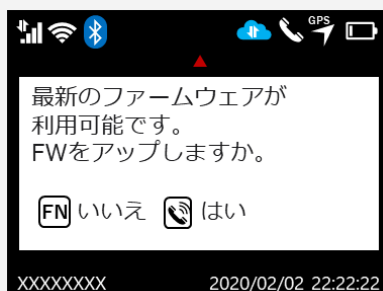 GPS
最新のファームウェアが
利用可能です。
FWをアップしますか。
FN いいえ はい
XXXXXXXX 2020/02/02 22:22:22